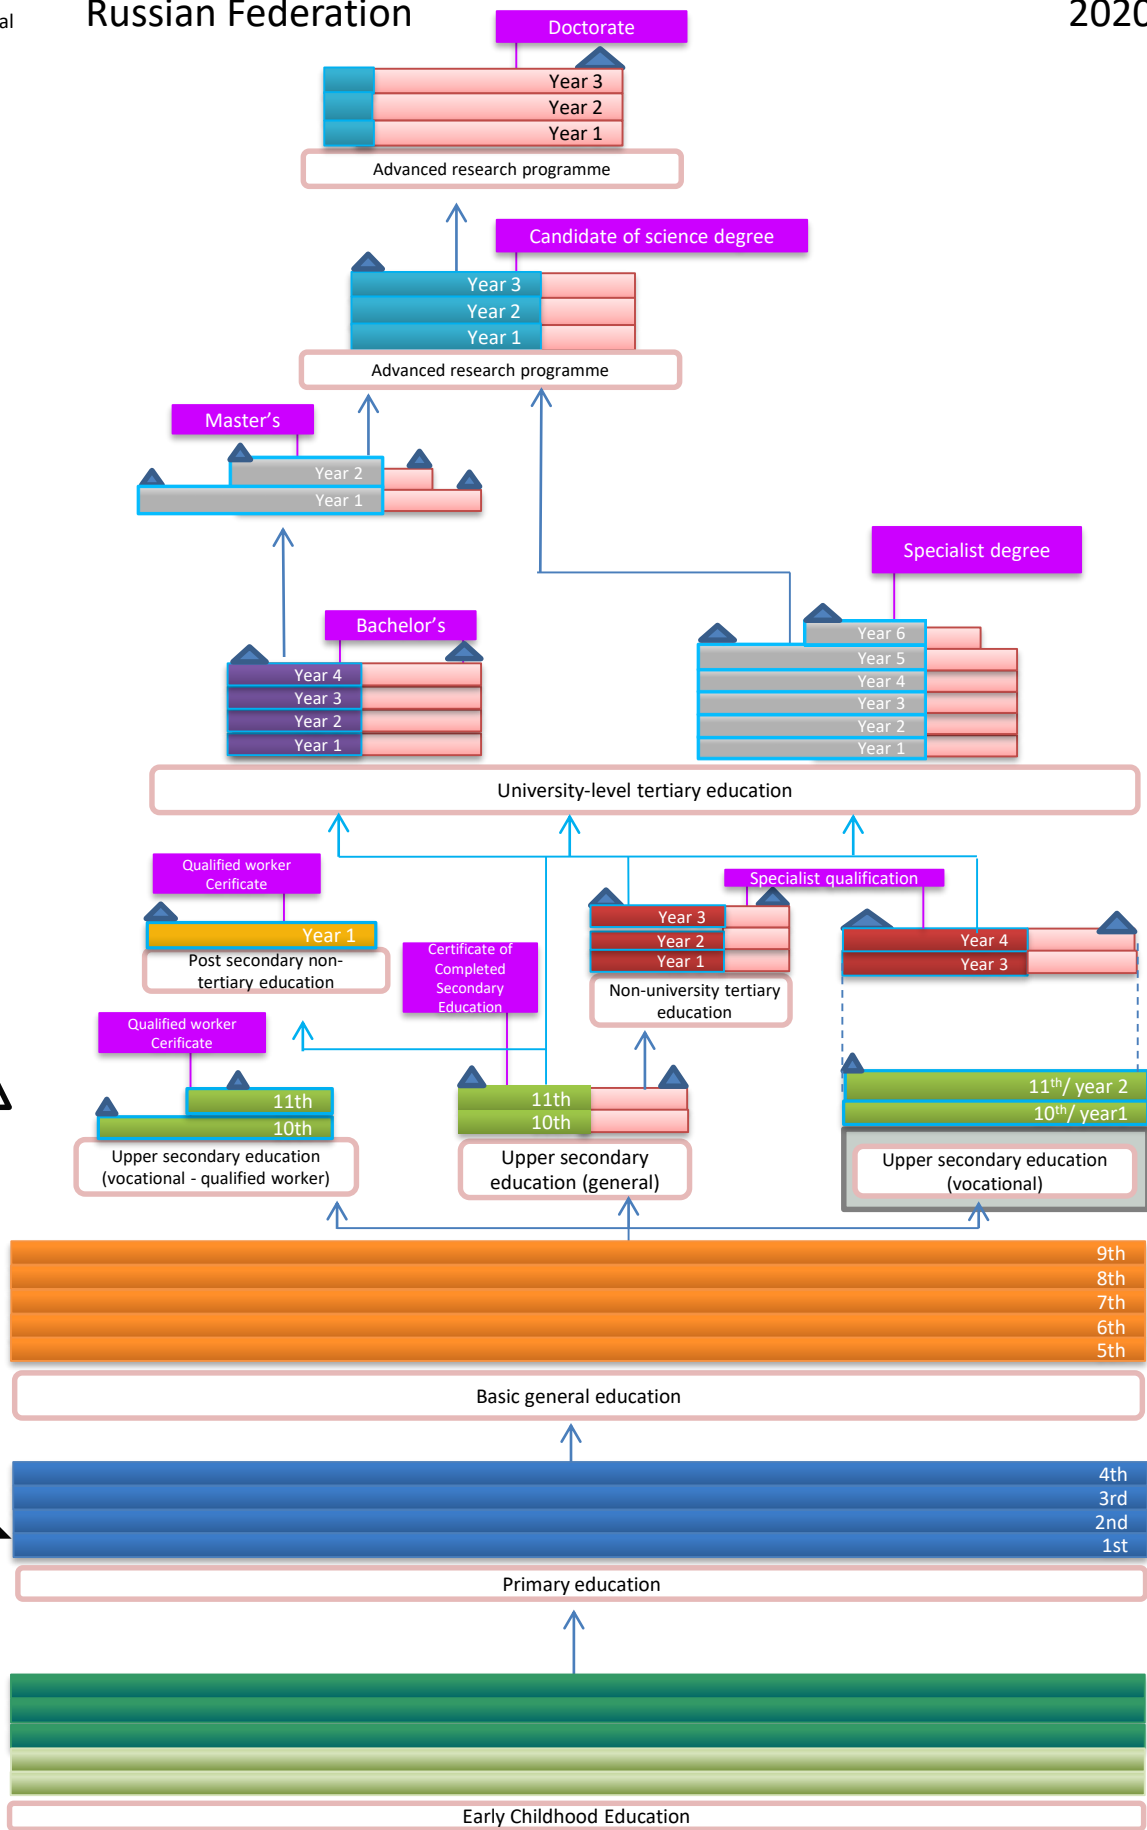 al
Russian Federation
2020
Doctorate
Year 3
Year 2
Year 1
Advanced research programme
Candidate of science degree
Year 3
Year 2
Year 1
Advanced research programme
Master's
Year 2
Year 1
Specialist degree
Bachelor's
Year 4
Year 3
Year 2
Year 1
Year 6
Year 5
Year 4
Year 3
Year 2
Year 1
University-level tertiary education
Qualified worker
Cerificate
Year 1
Post secondary non-
tertiary education
Certificate of
Completed
Secondary
Education
Specialist qualification
Year 3
Year 2
Year 1
Non-university tertiary
education
Year 4
Year 3
Qualified worker
Cerificate
11th
10th
Upper secondary education
(vocational - qualified worker)
11th
10th
Upper secondary
education (general)
11th/ year 2
10th/ year1
Upper secondary education
(vocational)
9th
8th
7th
6th
5th
Basic general education
4th
3rd
2nd
1st
Primary education
Early Childhood Education